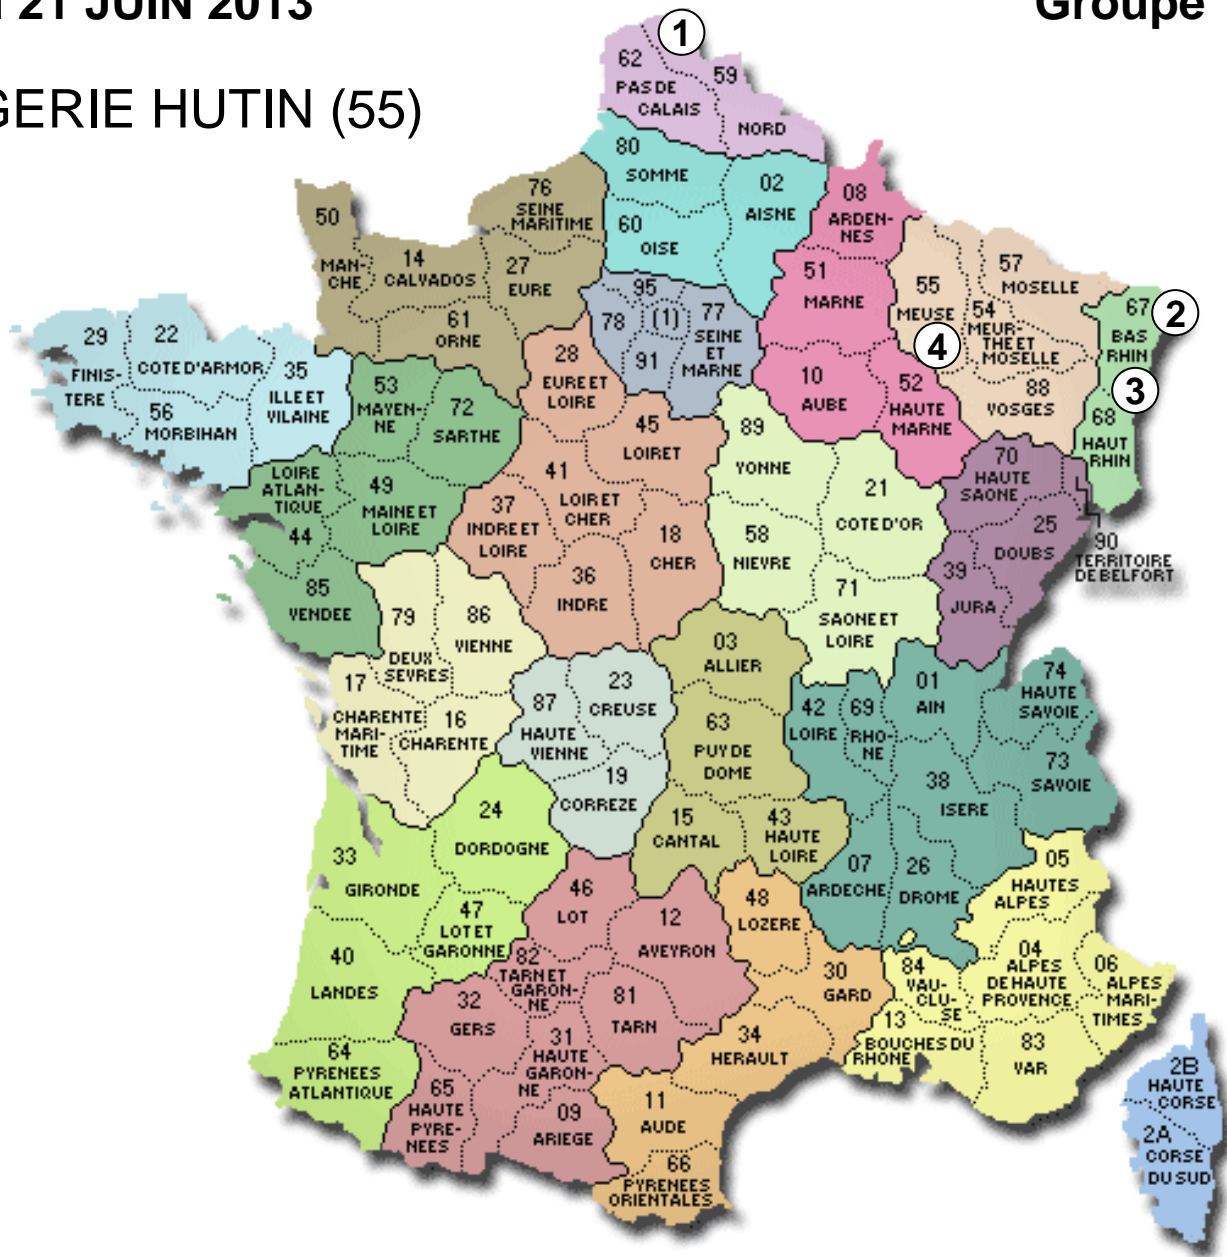 21 JUIN 2013
Groupe
GERIE HUTIN (55)
1
62
PAS DE
CALAIS
59
NORD
80
SOMME
02
AISNE
60
OISE
76
SEINE
MARITIME
27
EURE
50
MAN-
CHE
14
CALVADOS
61
ORNE
08
ARDEN-
NES
51
MARNE
10
AUBE
52
HAUTE
MARNE
55
MEUSE
54
MEUR-
THE ET
MOSELLE
57
MOSELLE
88
VOSGES
4
67
BAS
RHIN
2
3
68
HAUT
RHIN
95
78
(1)
91
77
SEINE
ET
MARNE
29
FINIS-
TERE
22
COTE D'ARMOR
56
MORBIHAN
35
ILLE ET
VILAINE
53
MAYEN-
NE
72
SARTHE
LOIRE
ATLAN-
TIQUE
44
49
MAINE ET
LOIRE
85
VENDEE
28
EURE ET
LOIRE
45
LOIRET
41
LOIR ET
CHER
37
INDRE ET
LOIRE
18
CHER
36
INDRE
89
YONNE
21
COTE D'OR
58
NIEVRE
71
SAONE ET
LOIRE
70
HAUTE
SAONE
25
DOUBS
39
JURA
90
TERRITOIRE
DE BELFORT
79
DEUX
SEVRES
86
VIENNE
17
CHARENTE
MARI-
TIME
16
CHARENTE
87
HAUTE
VIENNE
23
CREUSE
19
CORREZE
03
ALLIER
63
PUY DE
DOME
15
CANTAL
43
HAUTE
LOIRE
42
LOIRE
69
RHO-
NE
01
AIN
74
HAUTE
SAVOIE
73
SAVOIE
38
ISERE
07
ARDECHE
26
DROME
24
DORDOGNE
33
GIRONDE
47
LOT ET
GARONNE
40
LANDES
64
PYRENEES
ATLANTIQUE
46
LOT
12
AVEYRON
82
TARN ET
GARON-
NE
32
GERS
81
TARN
31
HAUTE
GARON-
NE
65
HAUTE
PYRE-
NEES
09
ARIEGE
48
LOZERE
30
GARD
34
HERAULT
11
AUDE
66
PYRENEES
ORIENTALES
05
HAUTES
ALPES
04
ALPES
DE HAUTE
PROVENCE
06
ALPES
MARI-
TIMES
84
VAU-
CLU-
SE
13
BOUCHES DU
RHONE
83
VAR
2B
HAUTE
CORSE
2A
CORSE
DU SUD